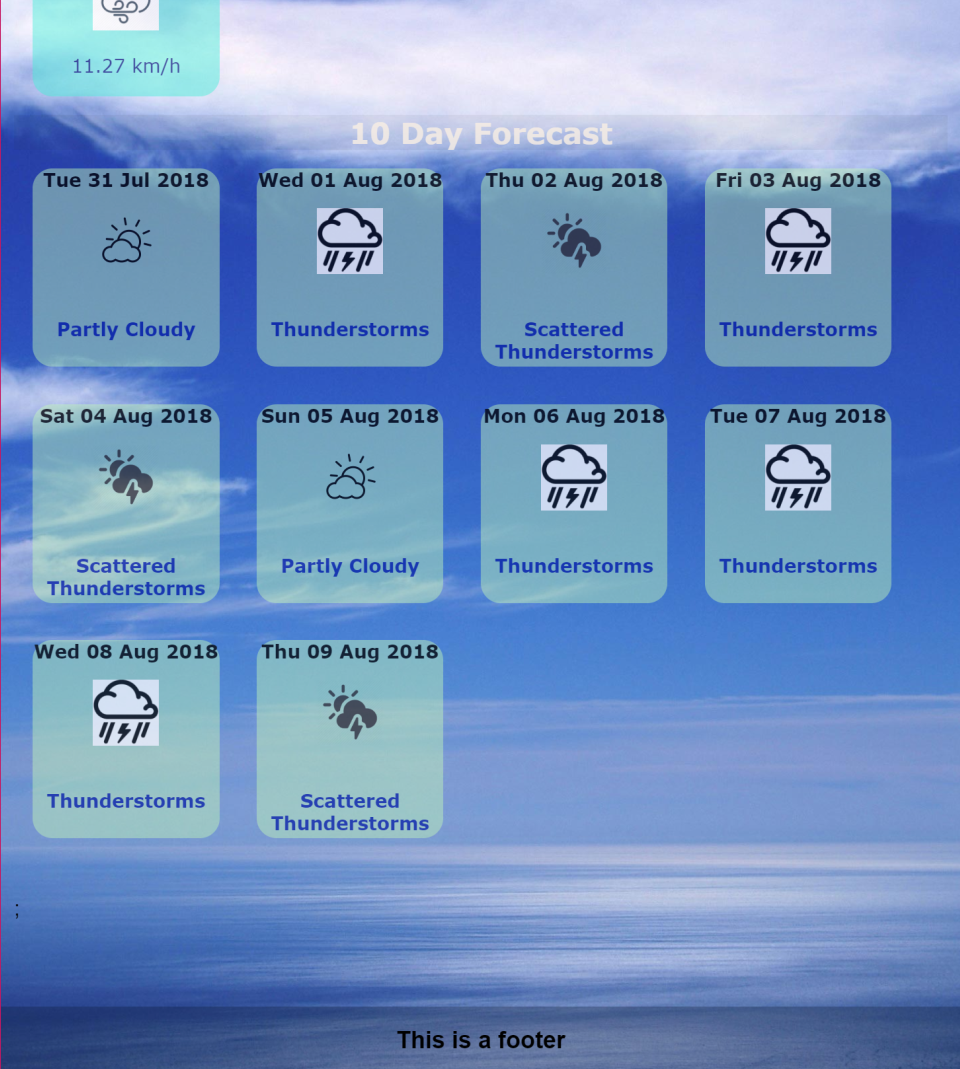 11.27 km/h
10 Day Forecast
Tue 31 Jul 2018
Partly Cloudy
Wed 01 Aug 2018
Thunderstorms
Thu 02 Aug 2018
Scattered
Thunderstorms
Fri 03 Aug 2018
Thunderstorms
Sat 04 Aug 2018
Scattered
Thunderstorms
Sun 05 Aug 2018
Partly Cloudy
Mon 06 Aug 2018
Thunderstorms
Tue 07 Aug 2018
Thunderstorms
Wed 08 Aug 2018
Thunderstorms
Thu 09 Aug 2018
Scattered
Thunderstorms
;
This is a footer